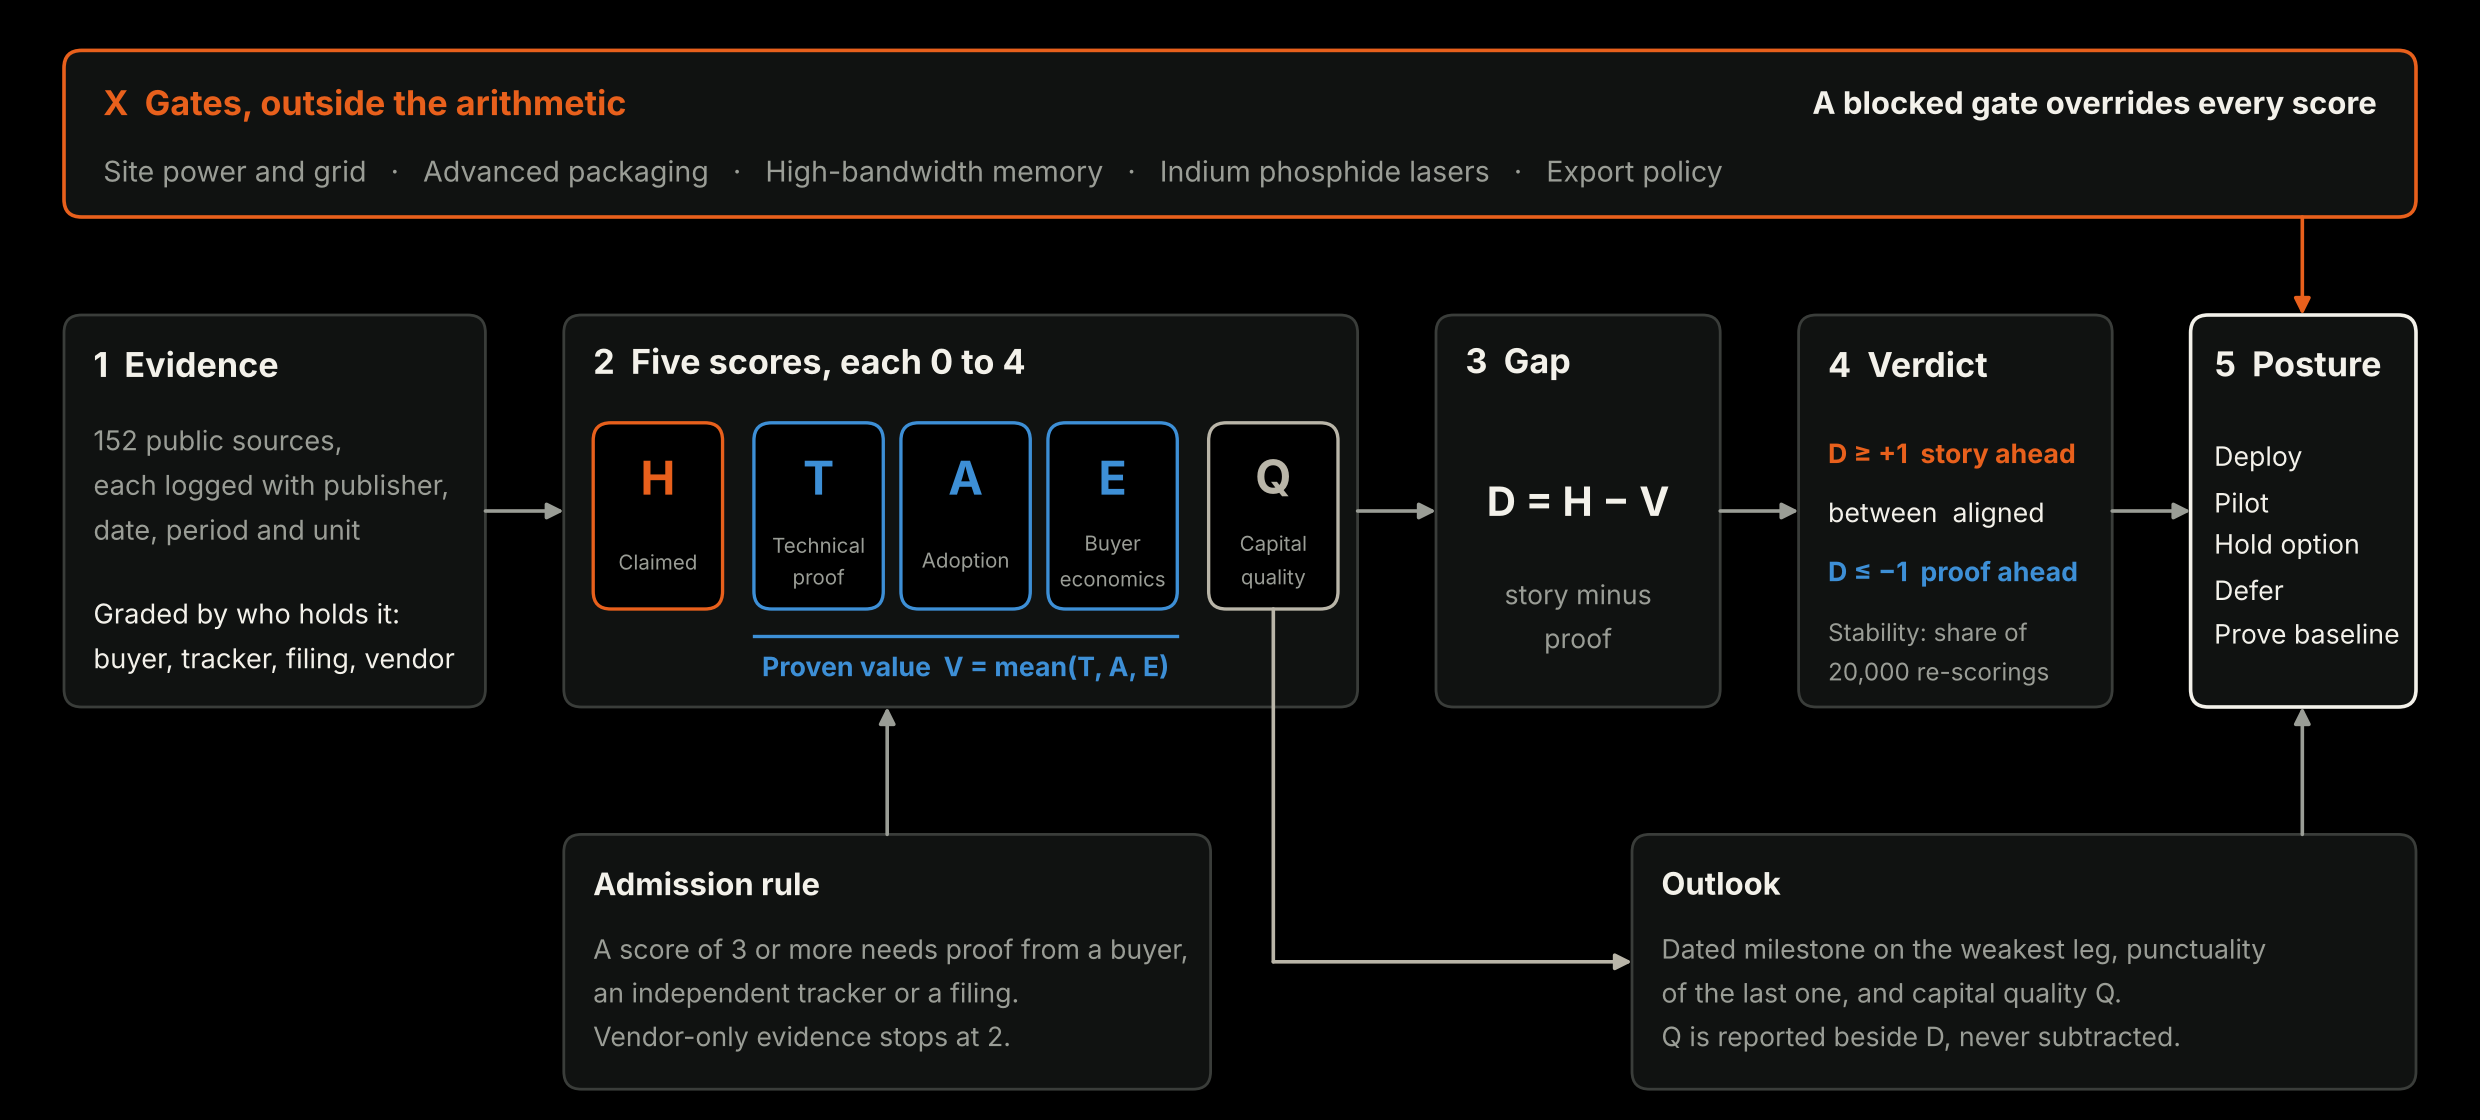 X Gates, outside the arithmetic
A blocked gate overrides every score
Site power and grid · Advanced packaging · High-bandwidth memory · Indium phosphide lasers · Export policy
1 Evidence
152 public sources,
each logged with publisher,
date, period and unit
Graded by who holds it:
buyer, tracker, filing, vendor
2 Five scores, each 0 to 4
H
Claimed
T
Technical
proof
A
Adoption
E
Buyer
economics
Q
Capital
quality
Proven value V = mean(T, A, E)
3 Gap
D = H − V
story minus
proof
4 Verdict
D ≥ +1 story ahead
between aligned
D ≤ −1 proof ahead
Stability: share of
20,000 re-scorings
5 Posture
Deploy
Pilot
Hold option
Defer
Prove baseline
Admission rule
A score of 3 or more needs proof from a buyer,
an independent tracker or a filing.
Vendor-only evidence stops at 2.
Outlook
Dated milestone on the weakest leg, punctuality
of the last one, and capital quality Q.
Q is reported beside D, never subtracted.